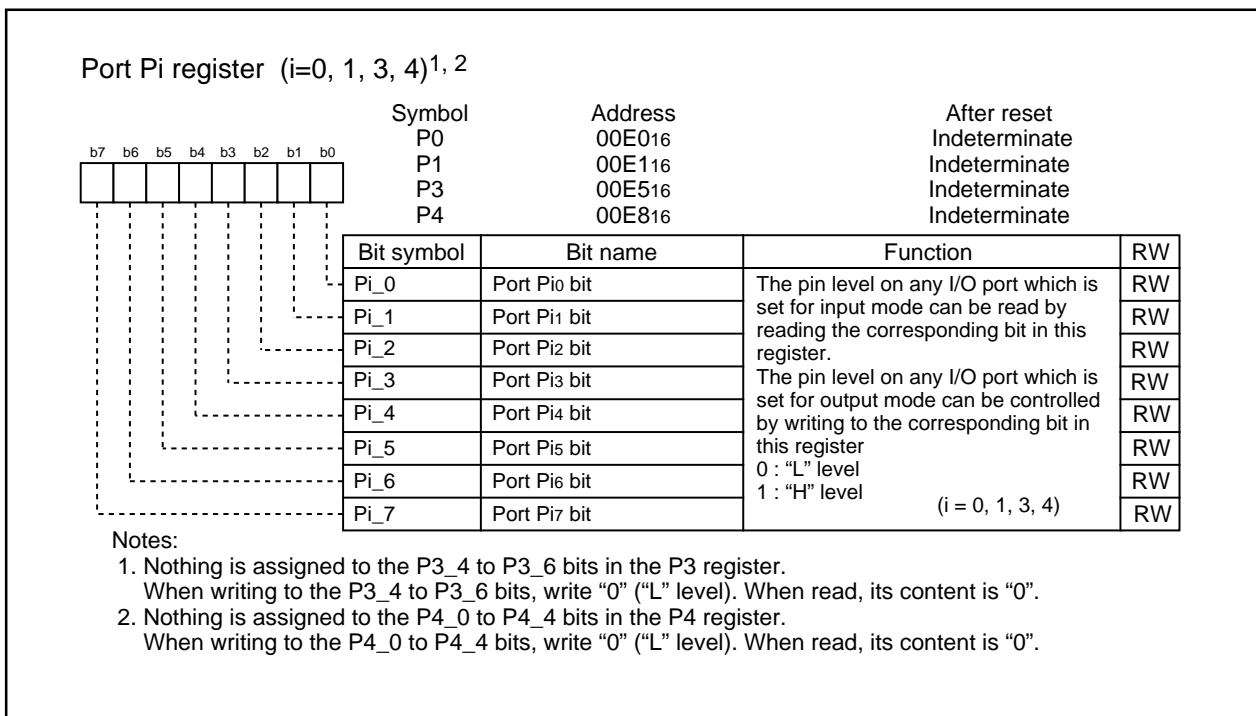 Port Pi register (i=0, 1, 3, 4)1, 2
Symbol Address After reset
P0 00E016 Indeterminate
P1 00E116 Indeterminate
P3 00E516 Indeterminate
P4 00E816 Indeterminate
b7 b6 b5 b4 b3 b2 b1 b0
Bit symbol Bit name Function RW
Pi_0 Port Pi0 bit RW
Pi_1 Port Pi1 bit RW
Pi_2 Port Pi2 bit RW
Pi_3 Port Pi3 bit RW
Pi_4 Port Pi4 bit RW
Pi_5 Port Pi5 bit RW
Pi_6 Port Pi6 bit RW
Pi_7 Port Pi7 bit RW
The pin level on any I/O port which is
set for input mode can be read by
reading the corresponding bit in this
register.
The pin level on any I/O port which is
set for output mode can be controlled
by writing to the corresponding bit in
this register
0 : “L” level
1 : “H” level
(i = 0, 1, 3, 4)
Notes:
1. Nothing is assigned to the P3_4 to P3_6 bits in the P3 register.
When writing to the P3_4 to P3_6 bits, write “0” (“L” level). When read, its content is “0”.
2. Nothing is assigned to the P4_0 to P4_4 bits in the P4 register.
When writing to the P4_0 to P4_4 bits, write “0” (“L” level). When read, its content is “0”.